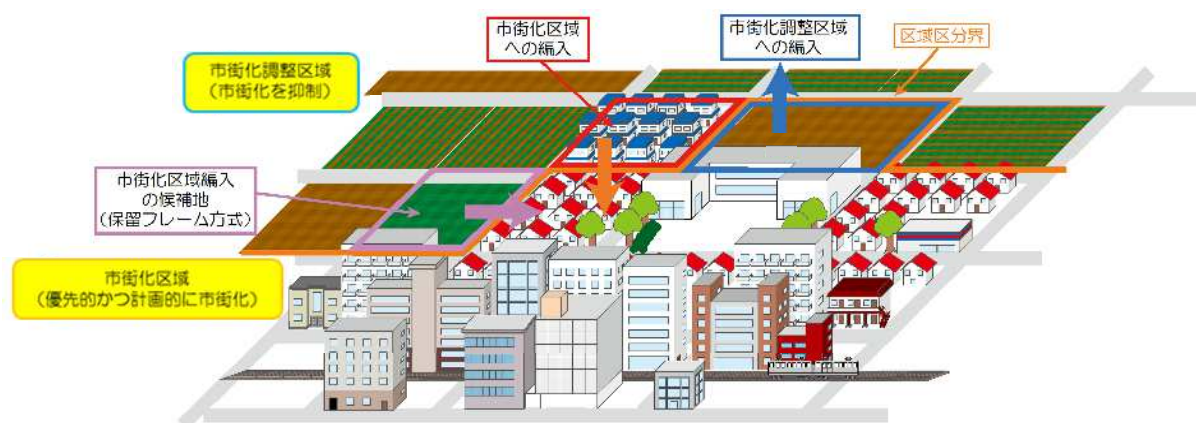 市街化区域
への編入
市街化調整区域
への編入
区域区分界
市街化調整区域
(市街化を抑制)
市街化区域編入
の候補地
(保留フレーム方式)
市街化区域
(優先的かつ計画的に市街化)